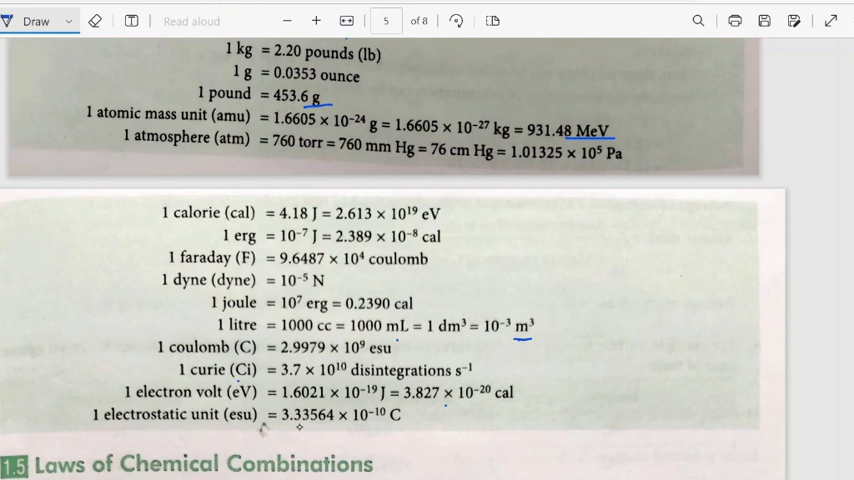 Draw
Read aloud
5
of 8
1 kg = 2.20 pounds (lb)
1 g = 0.0353 ounce
1 pound = 453.6 g
1 atomic mass unit (amu) = 1.6605 × 10⁻²⁴ g = 1.6605 × 10⁻²⁷ kg = 931.48 MeV
1 atmosphere (atm) = 760 torr = 760 mm Hg = 76 cm Hg = 1.01325 × 10⁵ Pa
1 calorie (cal) = 4.18 J = 2.613 × 10¹⁹ eV
1 erg = 10⁻⁷ J = 2.389 × 10⁻⁸ cal
1 faraday (F) = 9.6487 × 10⁴ coulomb
1 dyne (dyne) = 10⁻⁵ N
1 joule = 10⁷ erg = 0.2390 cal
1 litre = 1000 cc = 1000 mL = 1 dm³ = 10⁻³ m³
1 coulomb (C) = 2.9979 × 10⁹ esu
1 curie (Ci) = 3.7 × 10¹⁰ disintegrations s⁻¹
1 electron volt (eV) = 1.6021 × 10⁻¹⁹ J = 3.827 × 10⁻²⁰ cal
1 electrostatic unit (esu) = 3.33564 × 10⁻¹⁰ C
1.5 Laws of Chemical Combinations